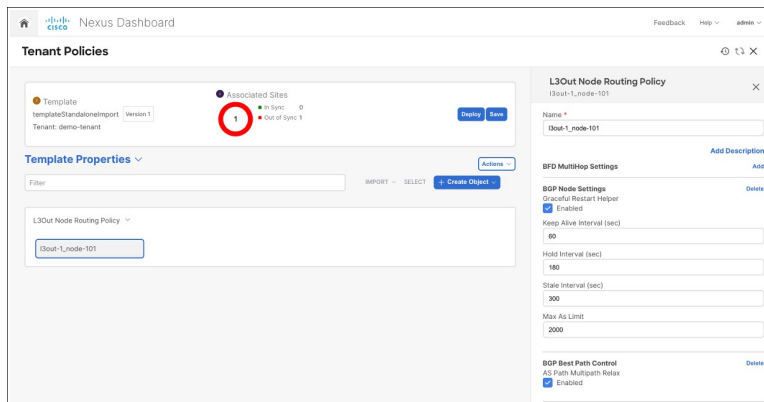 CISCO Nexus Dashboard
Feedback Help admin
Tenant Policies
Template
templateStandaloneImport Version 1
Tenant: demo-tenant
Associated Sites
1
In Sync 0
Out of Sync 1
Deploy Save
Template Properties
Actions
Filter
IMPORT SELECT + Create Object
L3Out Node Routing Policy
l3out-1_node-101
L3Out Node Routing Policy
l3out-1_node-101
Name *
l3out-1_node-101
Add Description
BFD MultiHop Settings Add
BGP Node Settings Delete
Graceful Restart Helper
Enabled
Keep Alive Interval (sec)
60
Hold Interval (sec)
180
Stale Interval (sec)
300
Max As Limit
2000
BGP Best Path Control Delete
AS Path Multipath Relax
Enabled